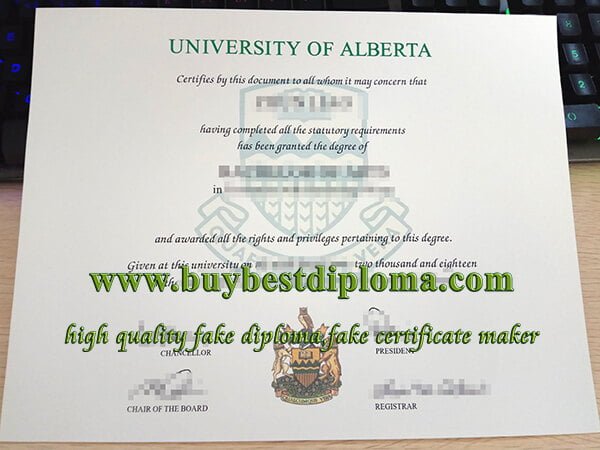 UNIVERSITY OF ALBERTA
Certifies by this document to all whom it may concern that
having completed all the statutory requirements
has been granted the degree of
in
and awarded all the rights and privileges pertaining to this degree.
Given at this university on two thousand and eighteen
www.buybestdiploma.com
high quality fake diploma,fake certificate maker
CHANCELLOR
PRESIDENT
CHAIR OF THE BOARD
REGISTRAR